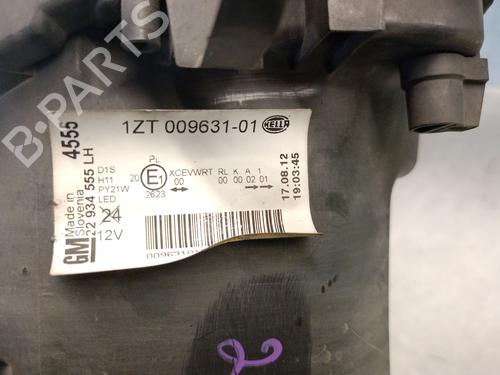 B-PARTS
4555
1ZT 009631-01
HELLA
GM
Made in
Slovenia
22 934 555 LH
D1S
H11
PY21W
LED
24
12V
PL
20 E1
2623
XCEVWRT RL K A 1
00 00 00 02 01
17.08.12
19:03:45